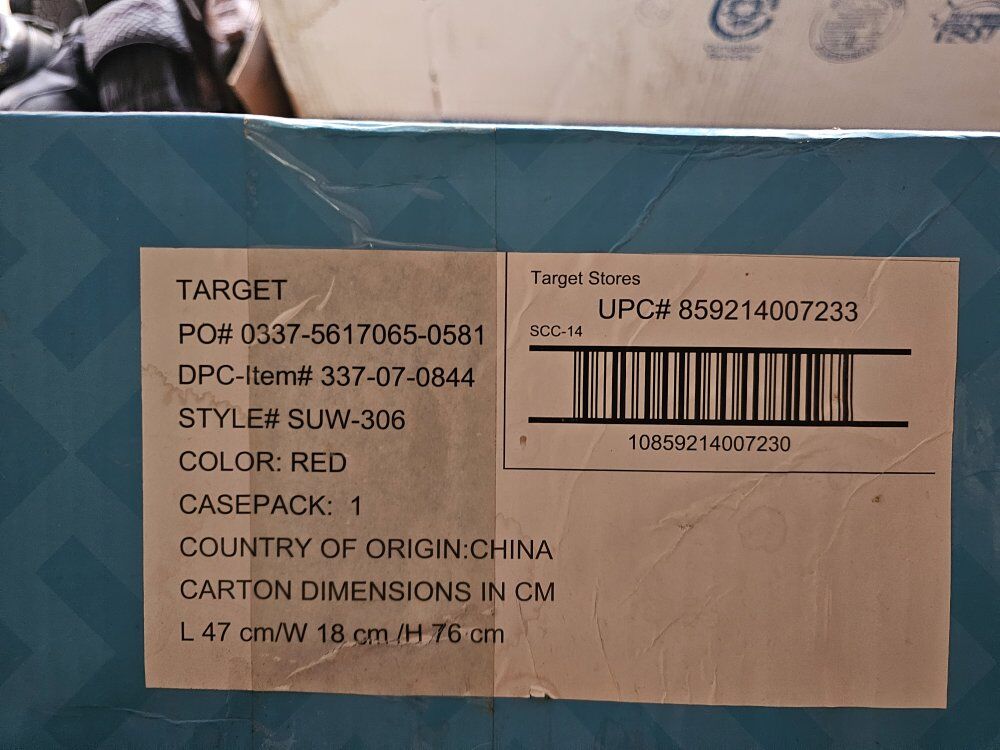 TARGET
PO# 0337-5617065-0581
DPC-Item# 337-07-0844
STYLE# SUW-306
COLOR: RED
CASEPACK: 1
COUNTRY OF ORIGIN:CHINA
CARTON DIMENSIONS IN CM
L 47 cm/W 18 cm /H 76 cm
Target Stores
UPC# 859214007233
SCC-14
10859214007230